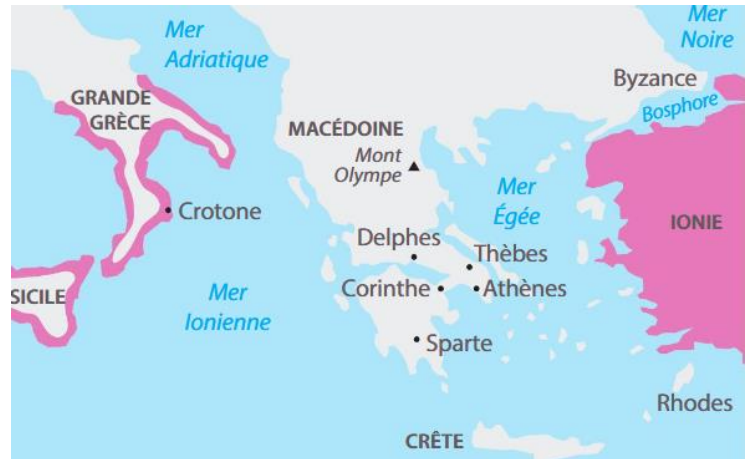 Mer
Adriatique
Mer
Noire
Byzance
Bosphore
GRANDE
GRÈCE
MACÉDOINE
Mont
Olympe
Mer
Égée
IONIE
Crotone
Delphes
Thèbes
SICILE
Mer
Ionienne
Corinthe
Athènes
Sparte
Rhodes
CRÊTE